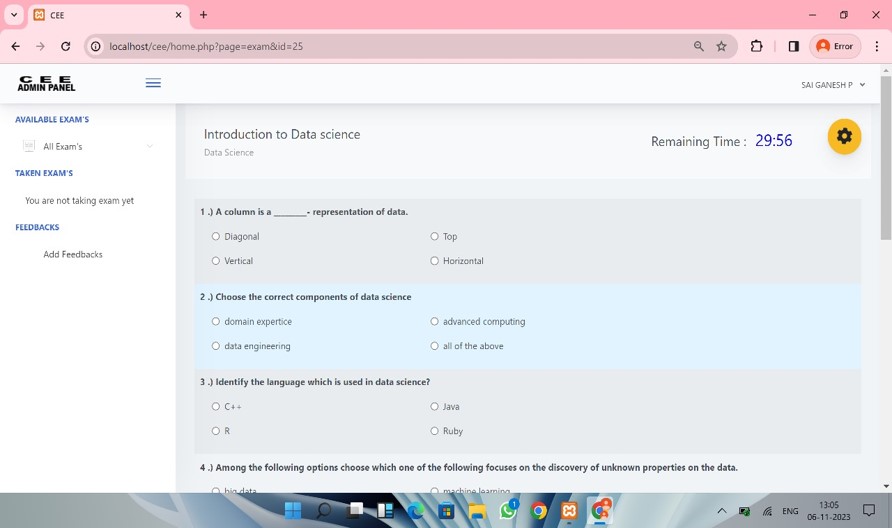 CEE
localhost/cee/home.php?page=exam&id=25
Error
C E E
ADMIN PANEL
SAI GANESH P
AVAILABLE EXAM'S
All Exam's
TAKEN EXAM'S
You are not taking exam yet
FEEDBACKS
Add Feedbacks
Introduction to Data science
Data Science
Remaining Time : 29:56
1 .) A column is a _______- representation of data.
Diagonal
Top
Vertical
Horizontal
2 .) Choose the correct components of data science
domain expertice
advanced computing
data engineering
all of the above
3 .) Identify the language which is used in data science?
C++
Java
R
Ruby
4 .) Among the following options choose which one of the following focuses on the discovery of unknown properties on the data.
big data
machine learning
1
ENG
13:05
06-11-2023